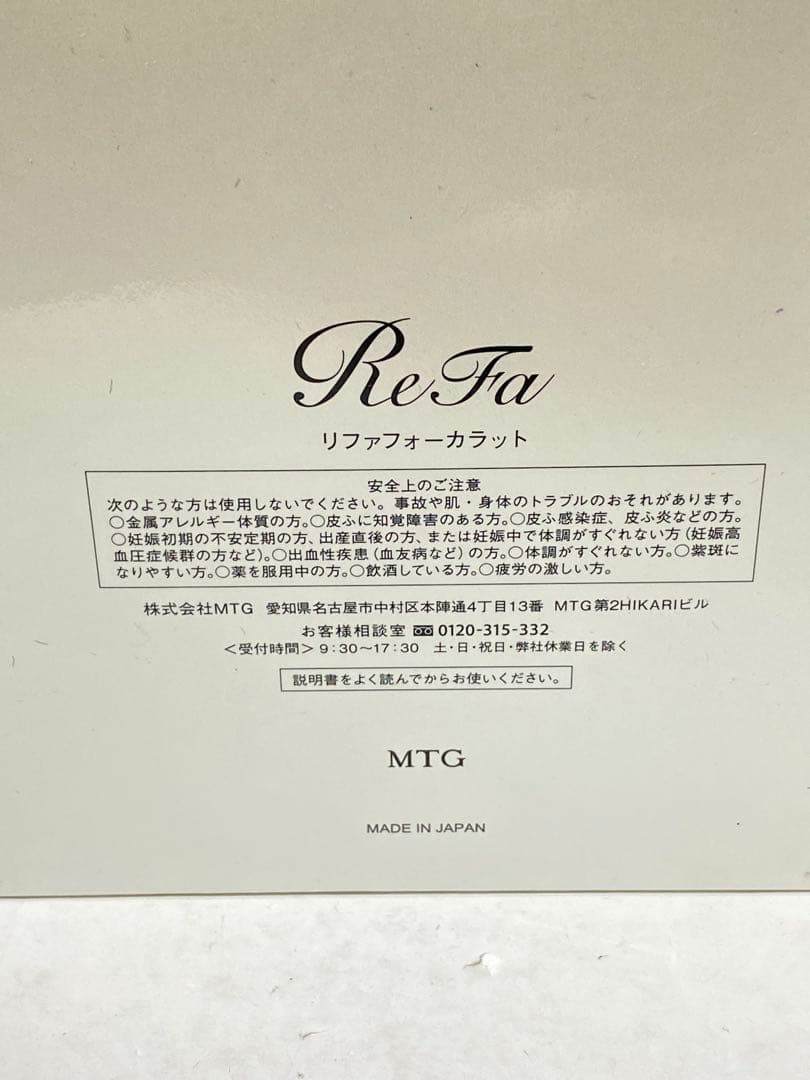 ReFa
リファフォーカラット
安全上のご注意
次のような方は使用しないでください。事故や肌・身体のトラブルのおそれがあります。
○金属アレルギー体質の方。○皮ふに知覚障害のある方。○皮ふ感染症、皮ふ炎などの方。
○妊娠初期の不安定期の方、出産直後の方、または妊娠中で体調がすぐれない方（妊娠高
血圧症候群の方など）。○出血性疾患（血友病など）の方。○体調がすぐれない方。○紫斑に
なりやすい方。○薬を服用中の方。○飲酒している方。○疲労の激しい方。
株式会社MTG 愛知県名古屋市中村区本陣通4丁目13番 MTG第2HIKARIビル
お客様相談室 0120-315-332
＜受付時間＞9:30〜17:30 土・日・祝日・弊社休業日を除く
説明書をよく読んでからお使いください。
MTG
MADE IN JAPAN